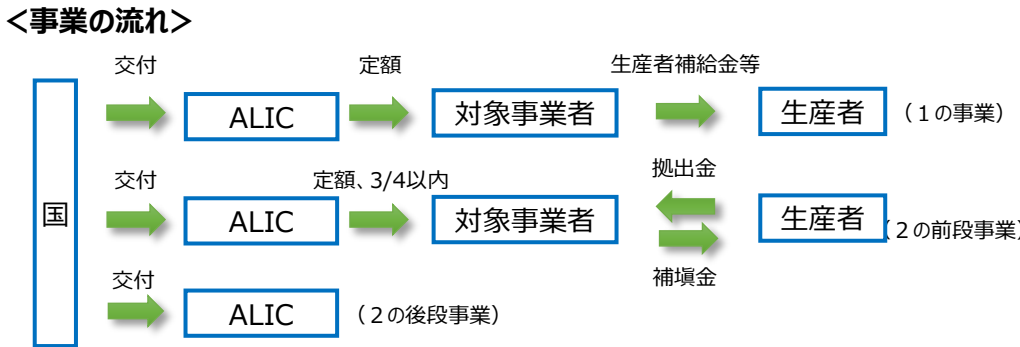 ＜事業の流れ＞
交付 定額 生産者補給金等
ALIC 対象事業者 生産者 （１の事業）
交付 定額、3/4以内 拠出金
国 ALIC 対象事業者 生産者 （２の前段事業）
交付 補塡金
ALIC （２の後段事業）